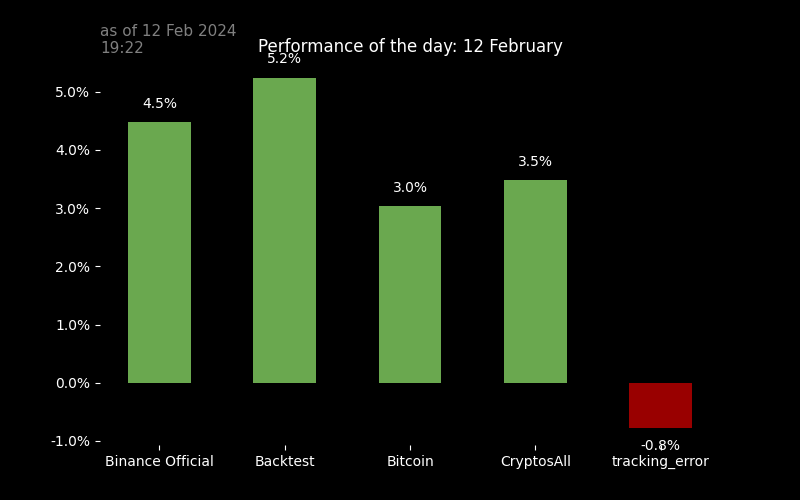 as of 12 Feb 2024
19:22
Performance of the day: 12 February
5.2%
4.5%
3.5%
3.0%
-0.8%
5.0%
4.0%
3.0%
2.0%
1.0%
0.0%
-1.0%
Binance Official
Backtest
Bitcoin
CryptosAll
tracking_error